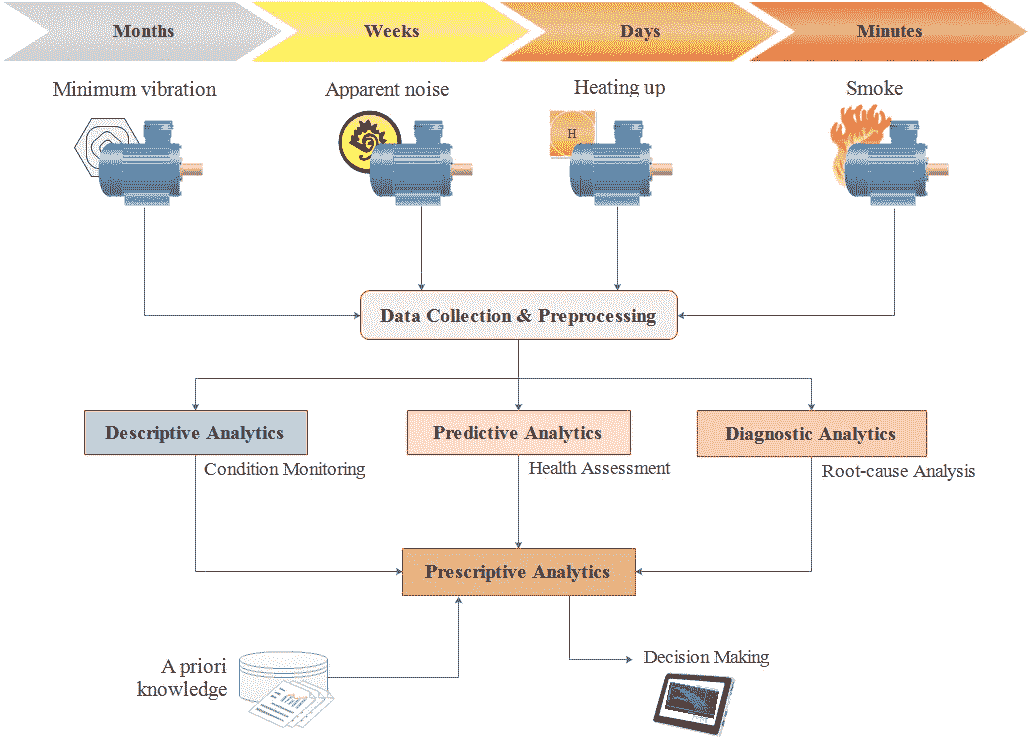 Months
Weeks
Days
Minutes
Minimum vibration
Apparent noise
Heating up
Smoke
H
Data Collection & Preprocessing
Descriptive Analytics
Predictive Analytics
Diagnostic Analytics
Condition Monitoring
Health Assessment
Root-cause Analysis
Prescriptive Analytics
A priori
knowledge
Decision Making